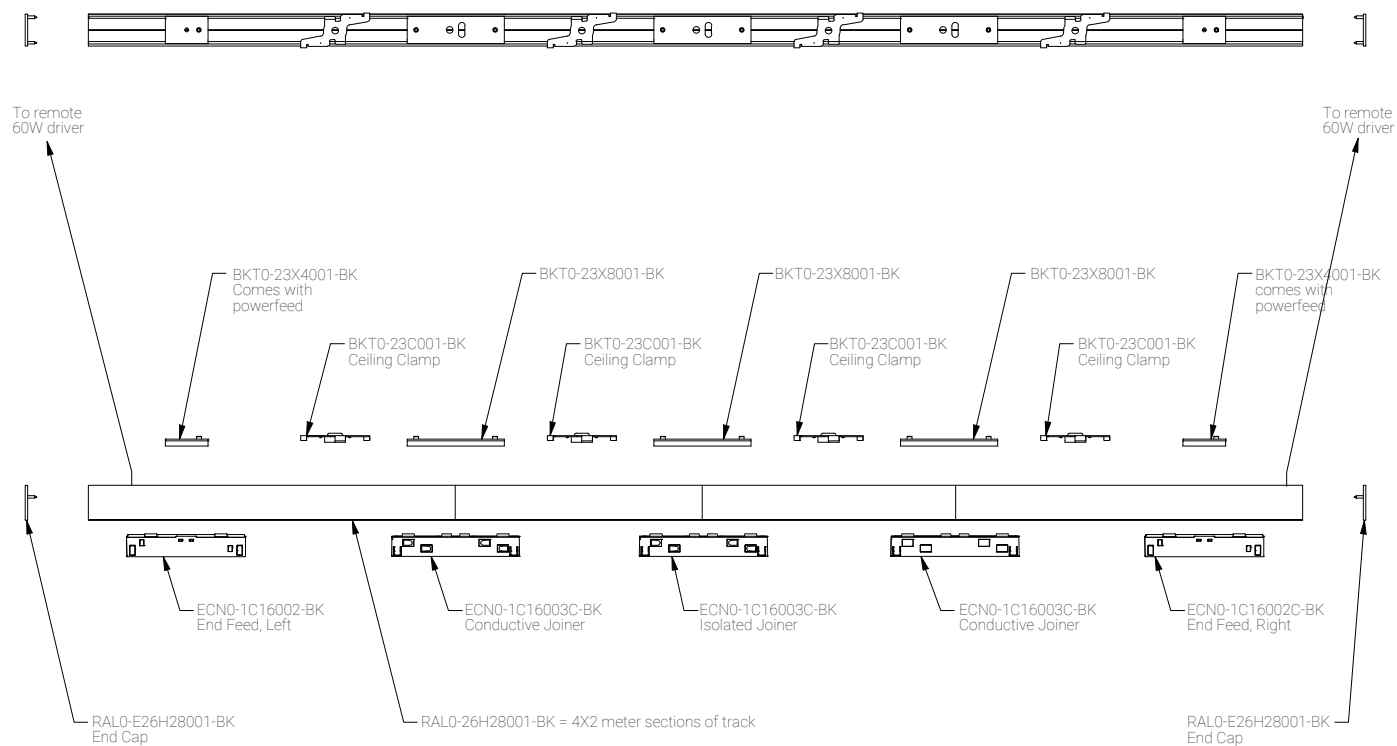 To remote
60W driver
To remote
60W driver
BKT0-23X4001-BK
Comes with
powerfeed
BKT0-23X8001-BK
BKT0-23X8001-BK
BKT0-23X8001-BK
BKT0-23X4001-BK
comes with
powerfeed
BKT0-23C001-BK
Ceiling Clamp
BKT0-23C001-BK
Ceiling Clamp
BKT0-23C001-BK
Ceiling Clamp
BKT0-23C001-BK
Ceiling Clamp
ECN0-1C16002-BK
End Feed, Left
ECN0-1C16003C-BK
Conductive Joiner
ECN0-1C16003C-BK
Isolated Joiner
ECN0-1C16003C-BK
Conductive Joiner
ECN0-1C16002C-BK
End Feed, Right
RAL0-E26H28001-BK
End Cap
RAL0-26H28001-BK = 4X2 meter sections of track
RAL0-E26H28001-BK
End Cap